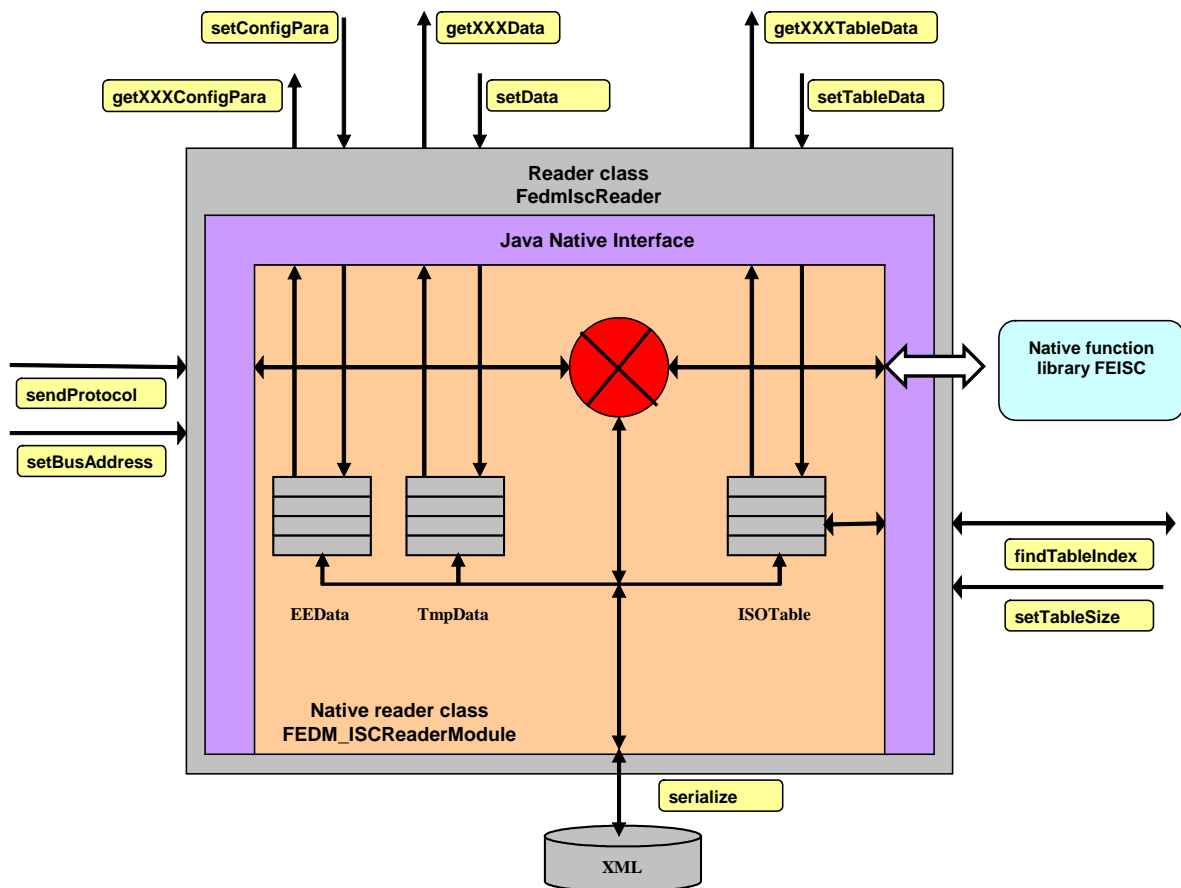 setConfigPara
getXXXData
getXXXTableData
getXXXConfigPara
setData
setTableData
Reader class
FedmIscReader
Java Native Interface
Native function
library FEISC
sendProtocol
setBusAddress
findTableIndex
EEData
TmpData
ISOTable
setTableSize
Native reader class
FEDM_ISCReaderModule
serialize
XML